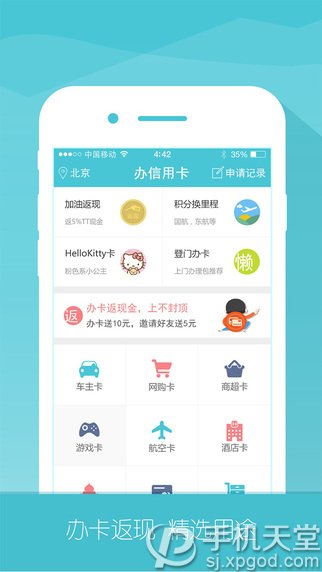 中国移动
4:42
35%
北京
办信用卡
申请记录
加油返现
返5%TT现金
积分换里程
国航，东航等
HelloKitty卡
粉色系小公主
登门办卡
上门办理包推荐
懒
返
办卡返现金，上不封顶
办卡送10元，邀请好友送5元
车主卡
网购卡
商超卡
游戏卡
航空卡
酒店卡
办卡返现 精选用途
手机天堂
sj.xpgod.com